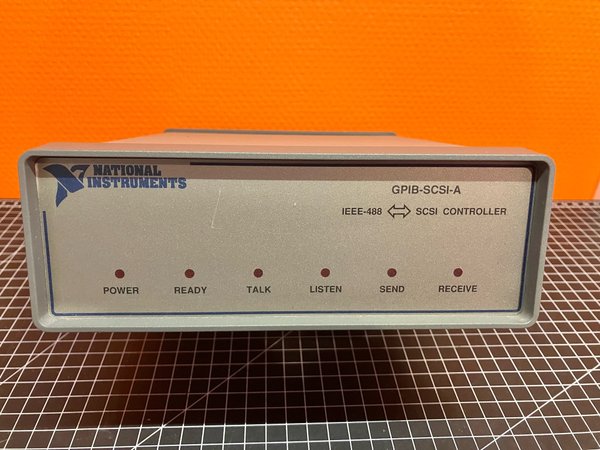 NATIONAL
INSTRUMENTS
GPIB-SCSI-A
IEEE-488 ⟺ SCSI CONTROLLER
POWER READY TALK LISTEN SEND RECEIVE